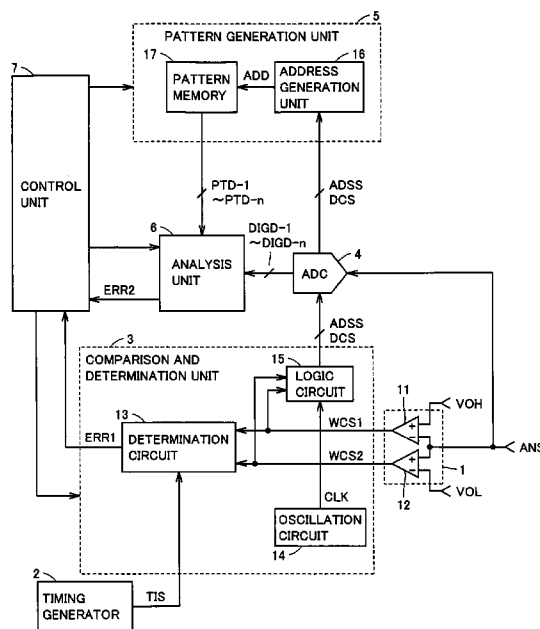 5
PATTERN GENERATION UNIT
7
17
16
PATTERN
MEMORY
ADD
ADDRESS
GENERATION
UNIT
CONTROL
UNIT
PTD-1
~PTD-n
ADSS
DCS
6
DIGD-1
~DIGD-n
4
ANALYSIS
UNIT
ADC
ERR2
3
ADSS
DCS
COMPARISON AND
DETERMINATION UNIT
15
LOGIC
CIRCUIT
11
VOH
13
ERR1
DETERMINATION
CIRCUIT
WCS1
+
-
ANS
WCS2
+
-
1
12
VOL
CLK
OSCILLATION
CIRCUIT
14
2
TIMING
GENERATOR
TIS